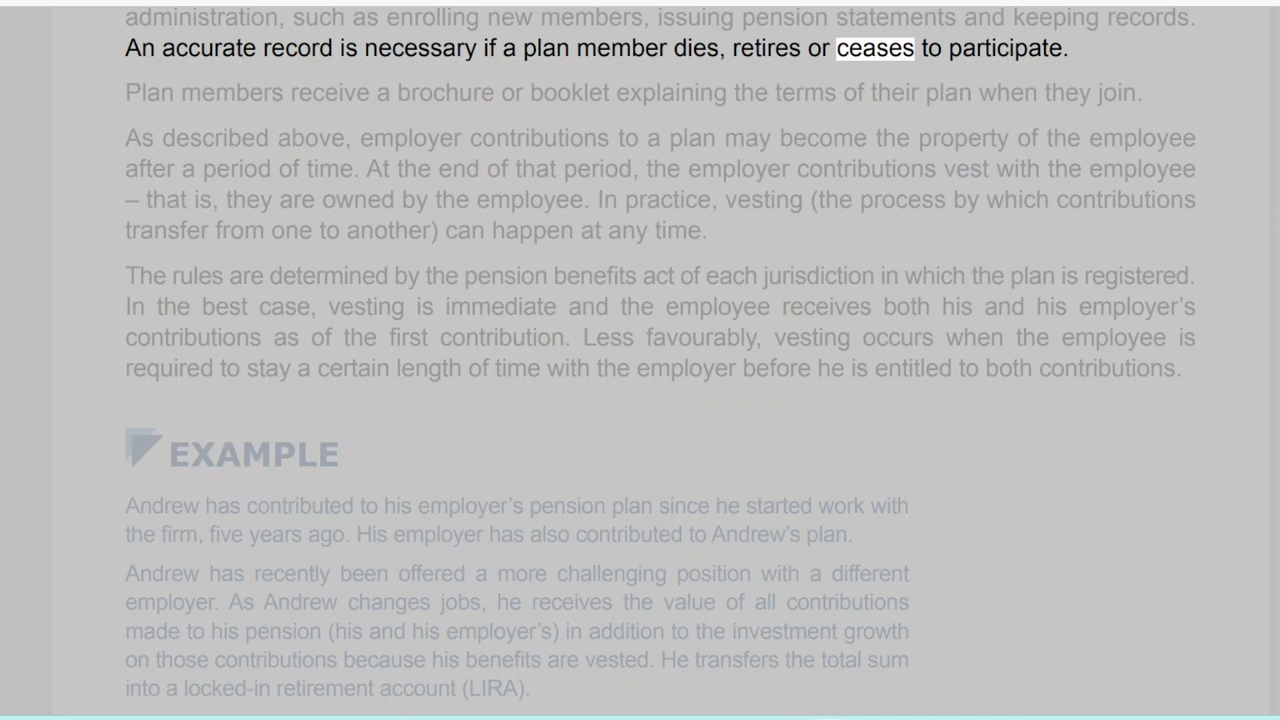 administration, such as enrolling new members, issuing pension statements and keeping records.
An accurate record is necessary if a plan member dies, retires or ceases to participate.
Plan members receive a brochure or booklet explaining the terms of their plan when they join.
As described above, employer contributions to a plan may become the property of the employee
after a period of time. At the end of that period, the employer contributions vest with the employee
– that is, they are owned by the employee. In practice, vesting (the process by which contributions
transfer from one to another) can happen at any time.
The rules are determined by the pension benefits act of each jurisdiction in which the plan is registered.
In the best case, vesting is immediate and the employee receives both his and his employer’s
contributions as of the first contribution. Less favourably, vesting occurs when the employee is
required to stay a certain length of time with the employer before he is entitled to both contributions.
EXAMPLE
Andrew has contributed to his employer’s pension plan since he started work with
the firm, five years ago. His employer has also contributed to Andrew’s plan.
Andrew has recently been offered a more challenging position with a different
employer. As Andrew changes jobs, he receives the value of all contributions
made to his pension (his and his employer’s) in addition to the investment growth
on those contributions because his benefits are vested. He transfers the total sum
into a locked-in retirement account (LIRA).